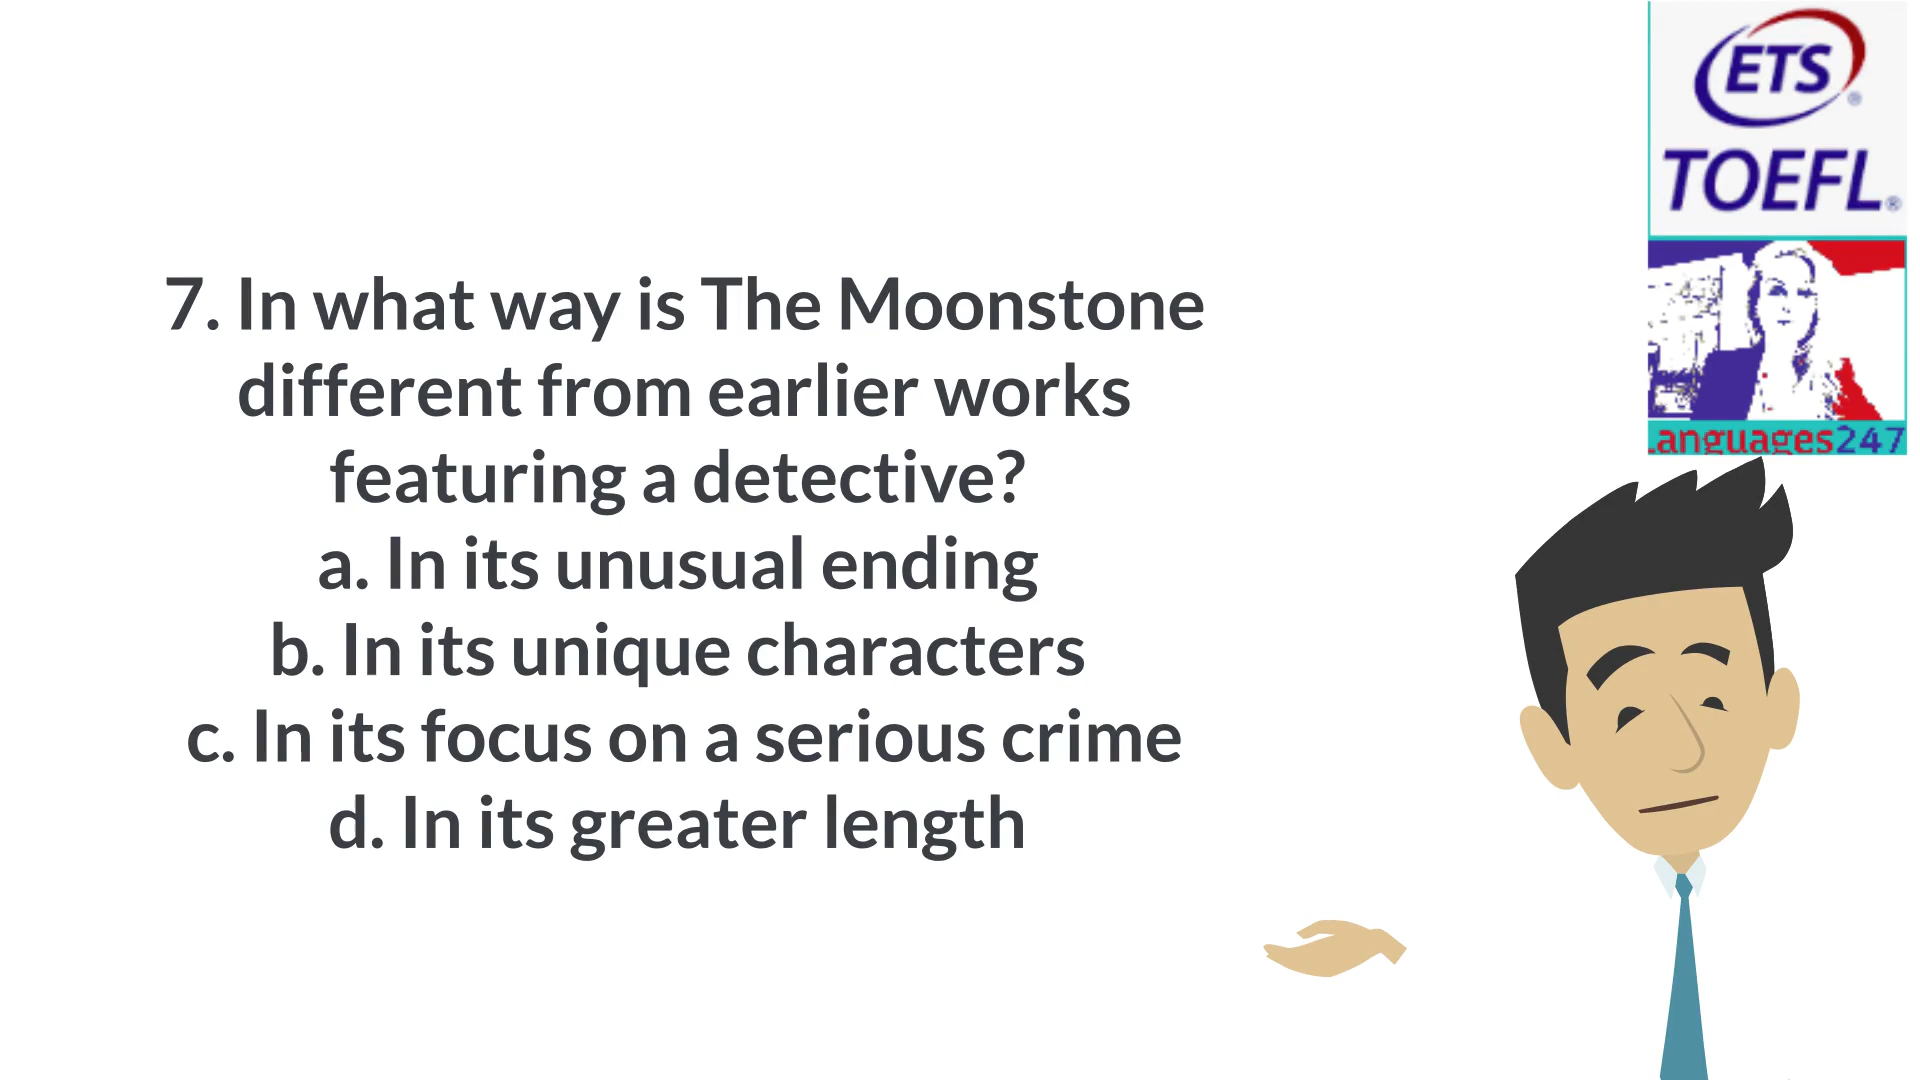 ETS®
TOEFL®
Languages247
7. In what way is The Moonstone
different from earlier works
featuring a detective?
a. In its unusual ending
b. In its unique characters
c. In its focus on a serious crime
d. In its greater length